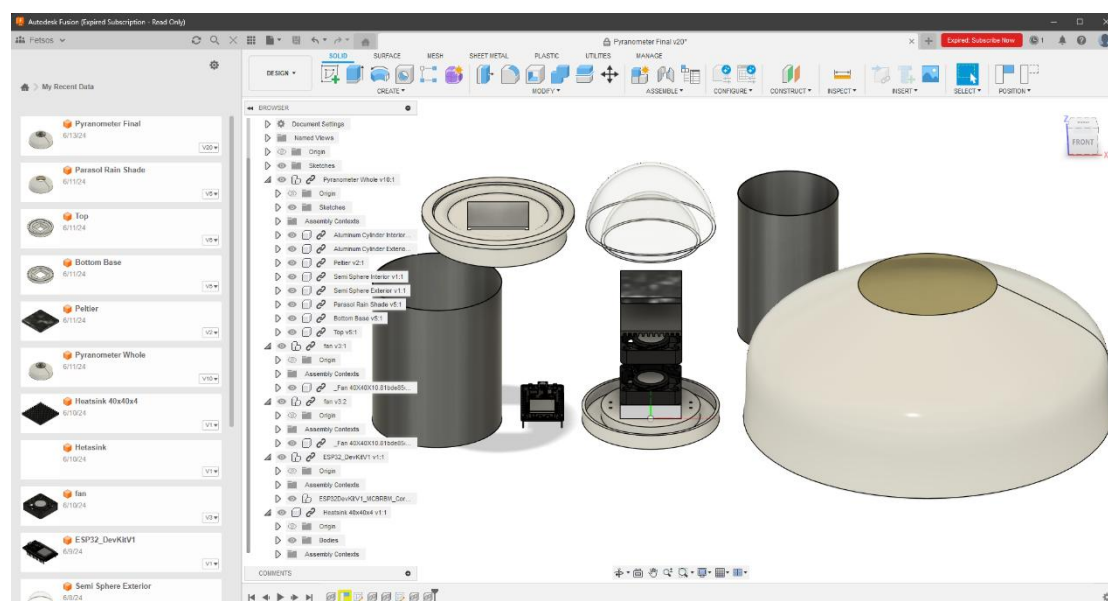 Autodesk Fusion (Expired Subscription - Read Only)
Fetsos
Pyranometer Final v20*
Expired: Subscribe Now
1
My Recent Data
Pyranometer Final
6/13/24
V20
Parasol Rain Shade
6/11/24
V5
Top
6/11/24
V5
Bottom Base
6/11/24
V5
Peltier
6/11/24
V2
Pyranometer Whole
6/11/24
V10
Heatsink 40x40x4
6/10/24
V1
Hetasink
6/10/24
V1
fan
6/10/24
V3
ESP32_DevKitV1
6/9/24
V1
Semi Sphere Exterior
6/8/24
DESIGN
SOLID
SURFACE
MESH
SHEET METAL
PLASTIC
UTILITIES
MANAGE
CREATE
MODIFY
ASSEMBLE
CONFIGURE
CONSTRUCT
INSPECT
INSERT
SELECT
POSITION
BROWSER
Document Settings
Named Views
Origin
Sketches
Pyranometer Whole v10:1
Origin
Sketches
Assembly Contexts
Aluminum Cylinder Interior...
Aluminum Cylinder Exterio...
Peltier v2:1
Semi Sphere Interior v1:1
Semi Sphere Exterior v1:1
Parasol Rain Shade v5:1
Bottom Base v5:1
Top v5:1
fan v3:1
Origin
Assembly Contexts
fan v3:2
Origin
Assembly Contexts
ESP32_DevKitV1 v1:1
Origin
Assembly Contexts
Heatsink 40x40x4 v1:1
Origin
Bodies
Assembly Contexts
COMMENTS
Z
FRONT
X